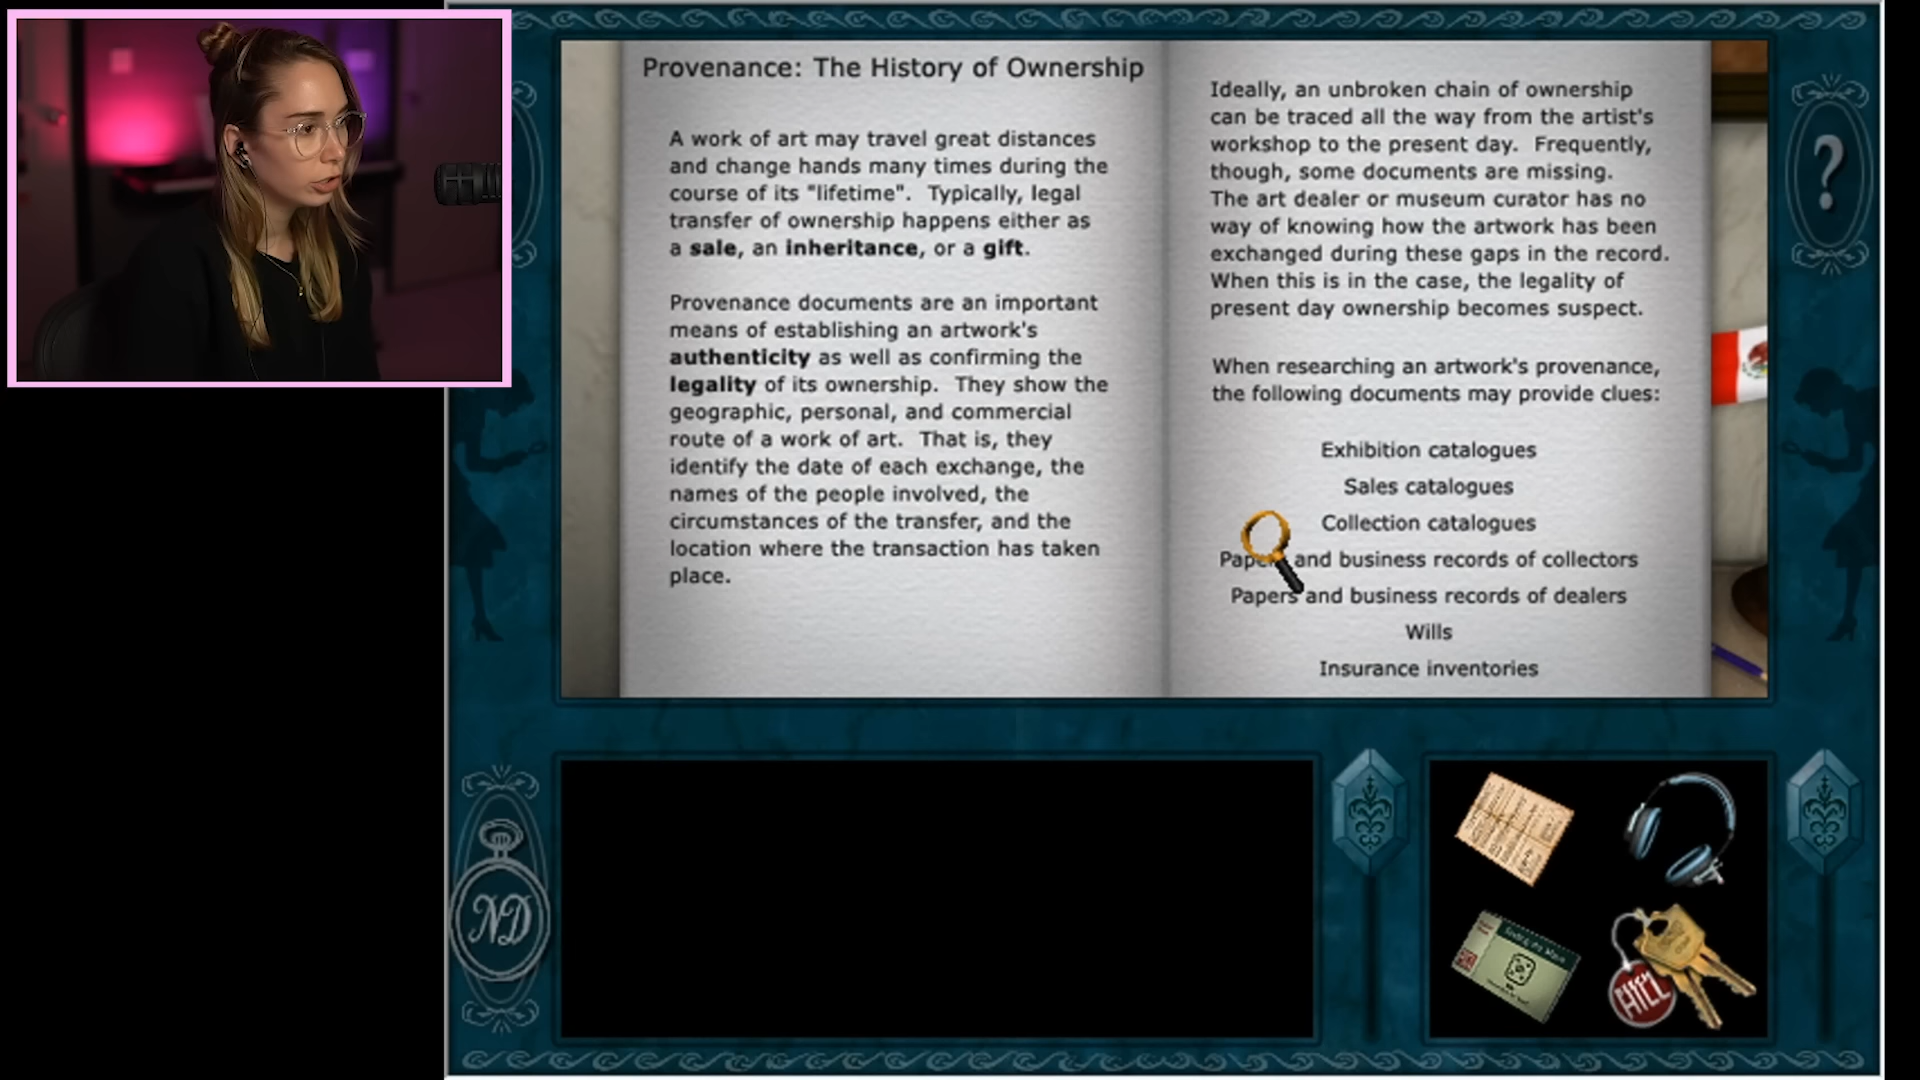 Provenance: The History of Ownership
A work of art may travel great distances
and change hands many times during the
course of its "lifetime".  Typically, legal
transfer of ownership happens either as
a sale, an inheritance, or a gift.
Provenance documents are an important
means of establishing an artwork's
authenticity as well as confirming the
legality of its ownership.  They show the
geographic, personal, and commercial
route of a work of art.  That is, they
identify the date of each exchange, the
names of the people involved, the
circumstances of the transfer, and the
location where the transaction has taken
place.
Ideally, an unbroken chain of ownership
can be traced all the way from the artist's
workshop to the present day.  Frequently,
though, some documents are missing.
The art dealer or museum curator has no
way of knowing how the artwork has been
exchanged during these gaps in the record.
When this is in the case, the legality of
present day ownership becomes suspect.
When researching an artwork's provenance,
the following documents may provide clues:
Exhibition catalogues
Sales catalogues
Collection catalogues
Papers and business records of collectors
Papers and business records of dealers
Wills
Insurance inventories
?
ND